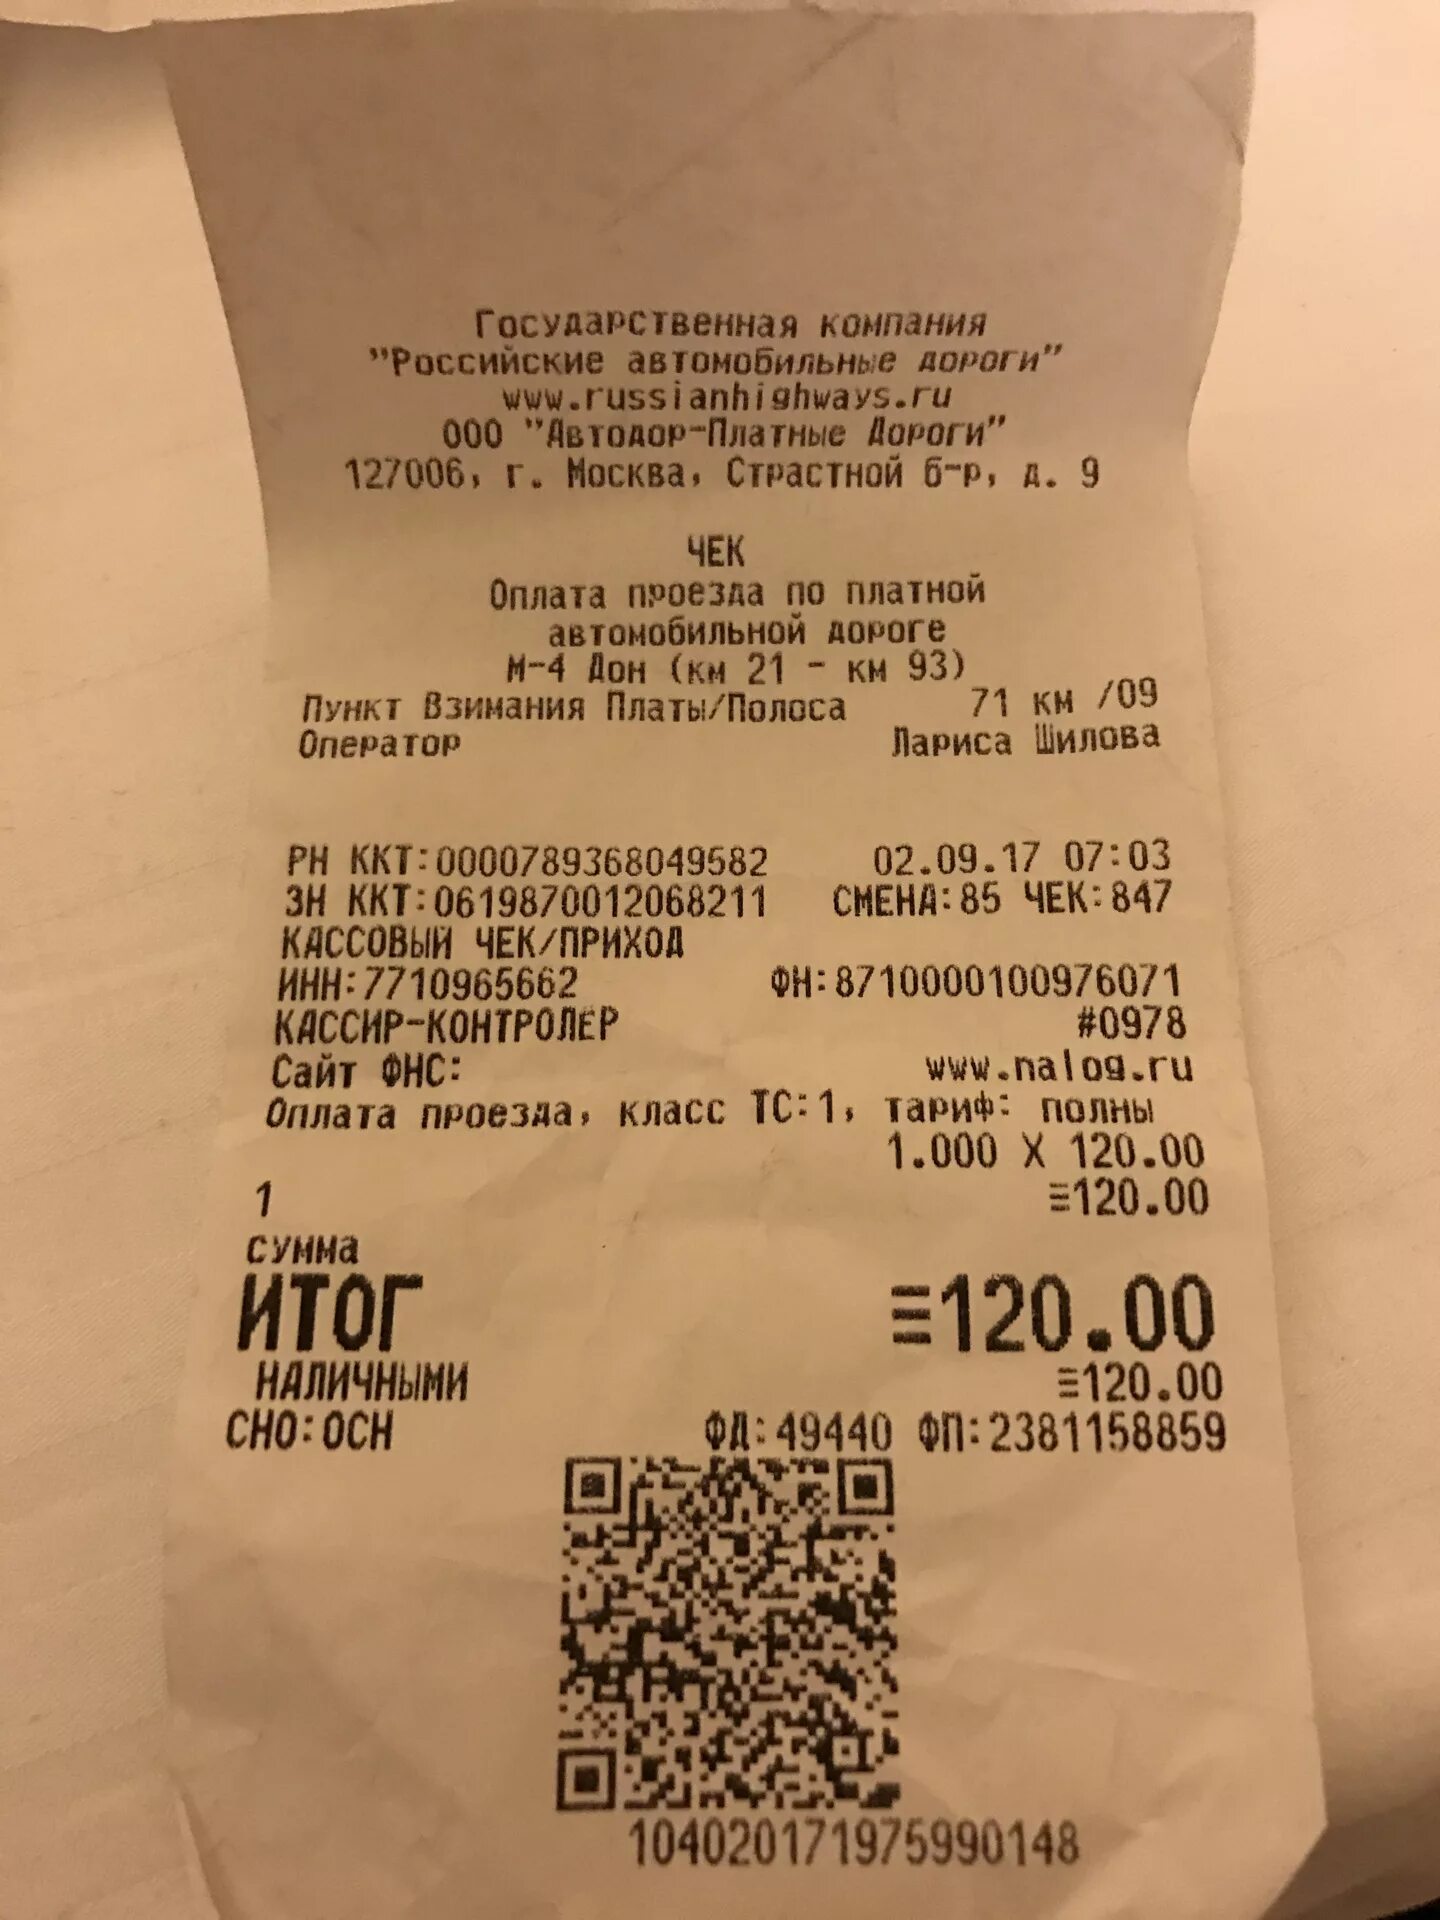 Государственная компания
"Российские автомобильные дороги"
www.russianhighways.ru
ООО "Автодор-Платные Дороги"
127006, г. Москва, Страстной б-р, д. 9
ЧЕК
Оплата проезда по платной
автомобильной дороге
М-4 Дон (км 21 - км 93)
Пункт Взимания Платы/Полоса 71 км /09
Оператор Лариса Шилова
РН ККТ:0000789368049582 02.09.17 07:03
ЗН ККТ:0619870012068211 СМЕНА:85 ЧЕК:847
КАССОВЫЙ ЧЕК/ПРИХОД
ИНН:7710965662 ФН:8710000100976071
КАССИР-КОНТРОЛЁР #0978
Сайт ФНС: www.nalog.ru
Оплата проезда, класс ТС:1, тариф: полны
1.000 X 120.00
1 ≡120.00
сумма
ИТОГ ≡120.00
НАЛИЧНЫМИ ≡120.00
СНО:ОСН ФД:49440 ФП:2381158859
104020171975990148